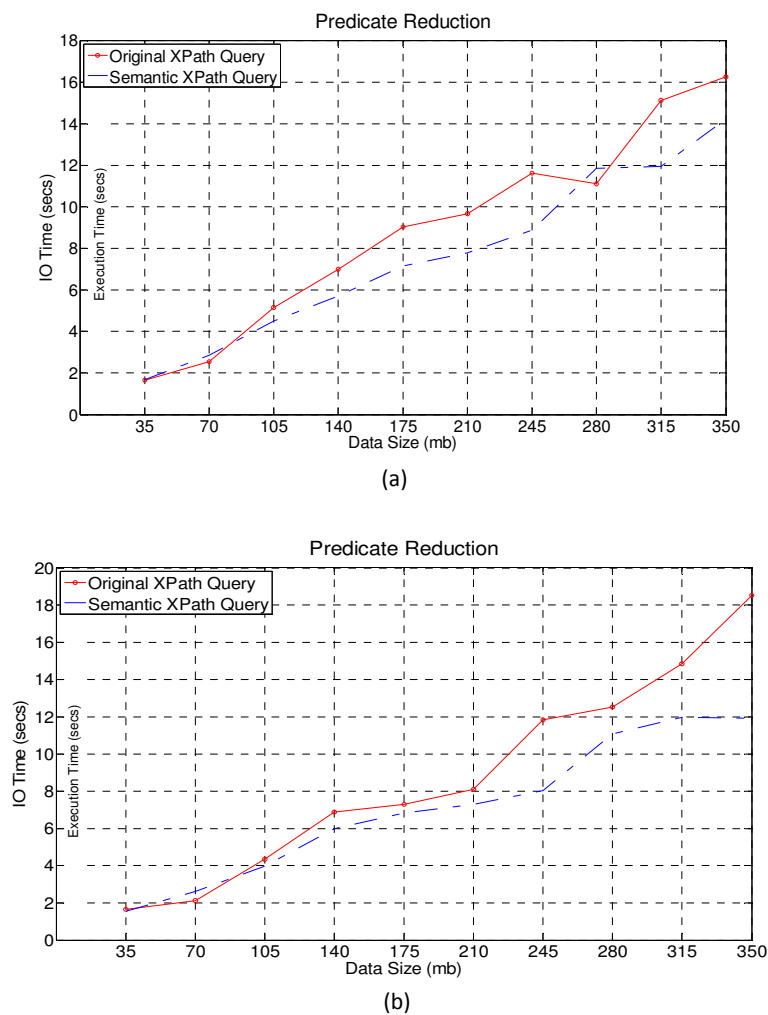 Predicate Reduction
18
16
14
12
10
8
6
4
2
0
Original XPath Query
Semantic XPath Query
IO Time (secs)
Execution Time (secs)
35 70 105 140 175 210 245 280 315 350
Data Size (mb)
(a)
Predicate Reduction
20
18
16
14
12
10
8
6
4
2
0
Original XPath Query
Semantic XPath Query
IO Time (secs)
Execution Time (secs)
35 70 105 140 175 210 245 280 315 350
Data Size (mb)
(b)